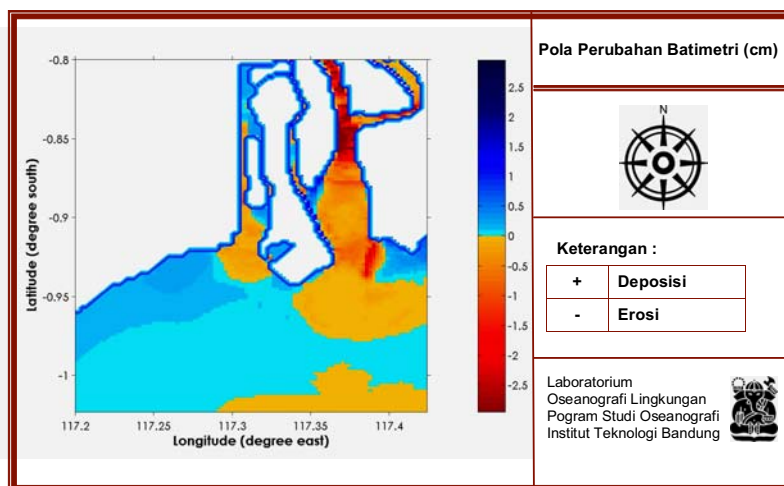 Pola Perubahan Batimetri (cm)
N
Keterangan :
+ Deposisi
- Erosi
Laboratorium
Oseanografi Lingkungan
Pogram Studi Oseanografi
Institut Teknologi Bandung
Latitude (degree south)
-0.8
-0.85
-0.9
-0.95
-1
117.2 117.25 117.3 117.35 117.4
Longitude (degree east)
2.5
2
1.5
1
0.5
0
-0.5
-1
-1.5
-2
-2.5